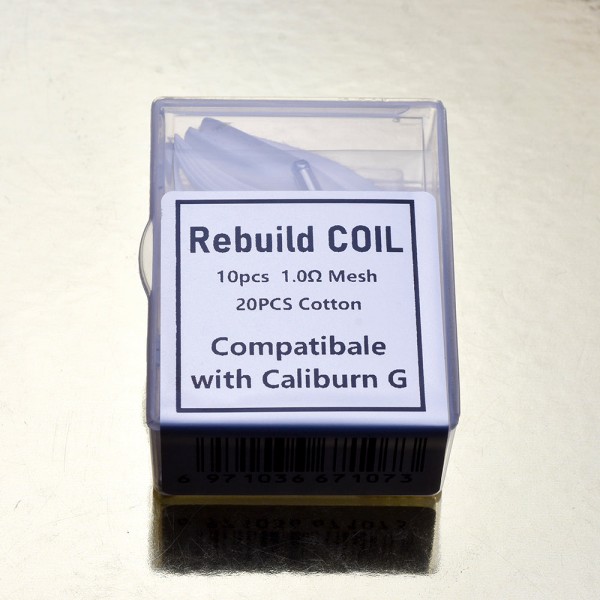 Rebuild COIL
10pcs 1.0Ω Mesh
20PCS Cotton
Compatibale
with Caliburn G
6 971036 671073